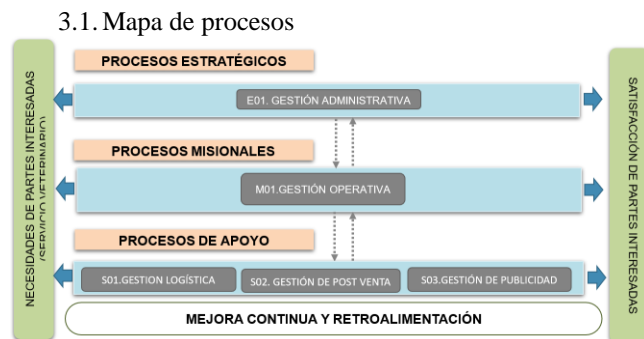 3.1. Mapa de procesos
NECESIDADES DE PARTES INTERESADAS
(SERVICIO VETERINARIO)
PROCESOS ESTRATÉGICOS
E01. GESTIÓN ADMINISTRATIVA
PROCESOS MISIONALES
M01.GESTIÓN OPERATIVA
PROCESOS DE APOYO
S01.GESTION LOGÍSTICA
S02. GESTIÓN DE POST VENTA
S03.GESTIÓN DE PUBLICIDAD
MEJORA CONTINUA Y RETROALIMENTACIÓN
SATISFACCIÓN DE PARTES INTERESADAS